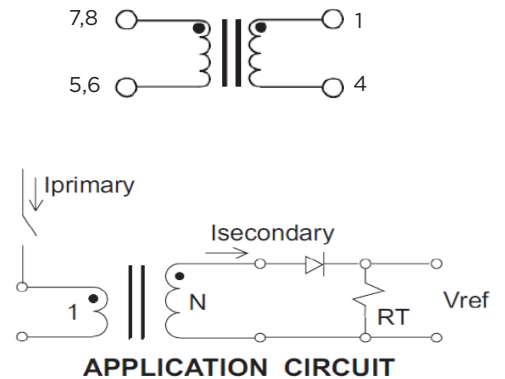 7,8
1
5,6
4
Iprimary
Isecondary
1
N
RT
Vref
APPLICATION CIRCUIT